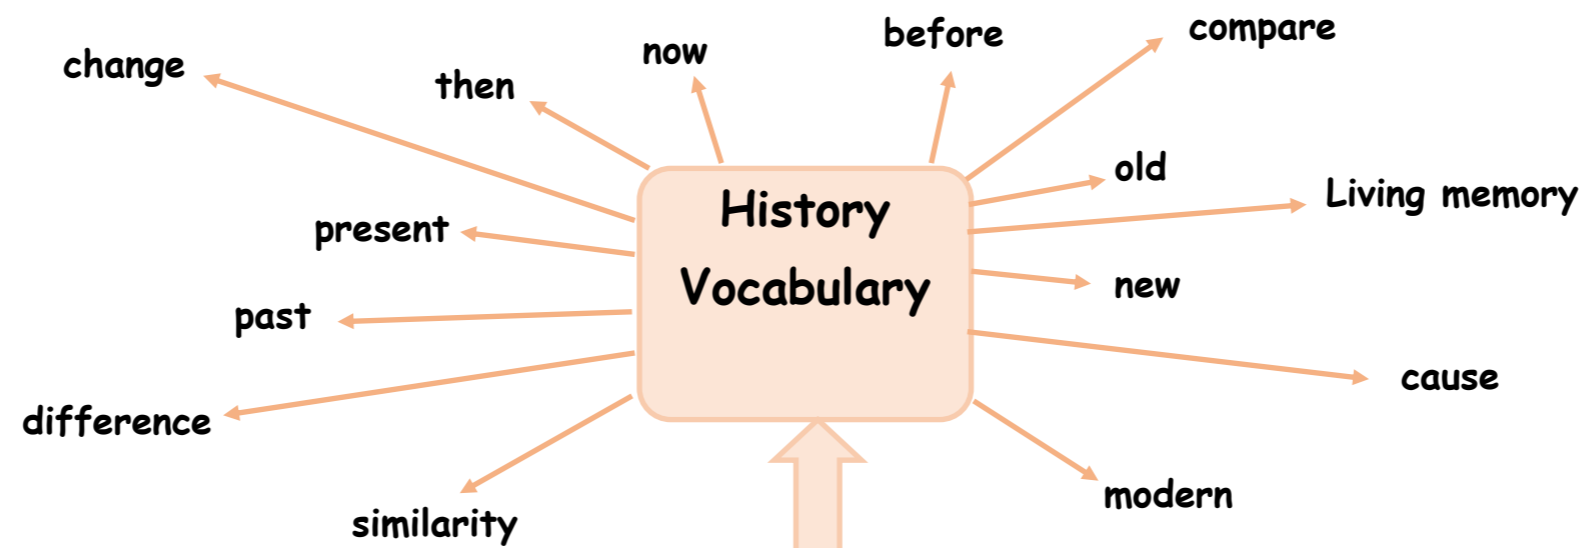 change
then
now
before
compare
old
Living memory
present
History
Vocabulary
new
past
cause
difference
modern
similarity